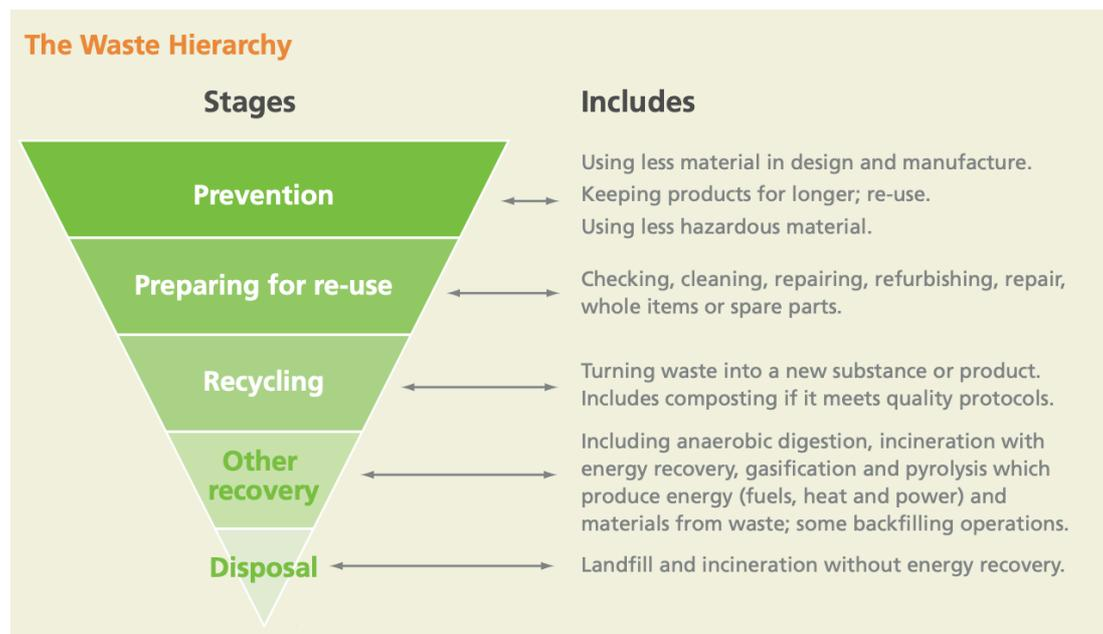 The Waste Hierarchy
Stages
Includes
Prevention
Using less material in design and manufacture.
Keeping products for longer; re-use.
Using less hazardous material.
Preparing for re-use
Checking, cleaning, repairing, refurbishing, repair,
whole items or spare parts.
Recycling
Turning waste into a new substance or product.
Includes composting if it meets quality protocols.
Other
recovery
Including anaerobic digestion, incineration with
energy recovery, gasification and pyrolysis which
produce energy (fuels, heat and power) and
materials from waste; some backfilling operations.
Disposal
Landfill and incineration without energy recovery.